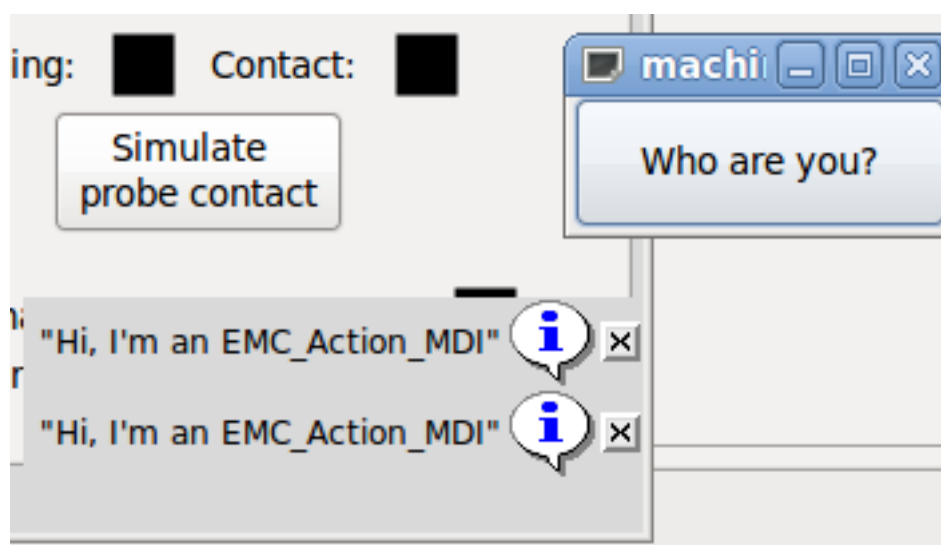 ing: Contact:
machi
Simulate
probe contact
Who are you?
"Hi, I'm an EMC_Action_MDI"
"Hi, I'm an EMC_Action_MDI"